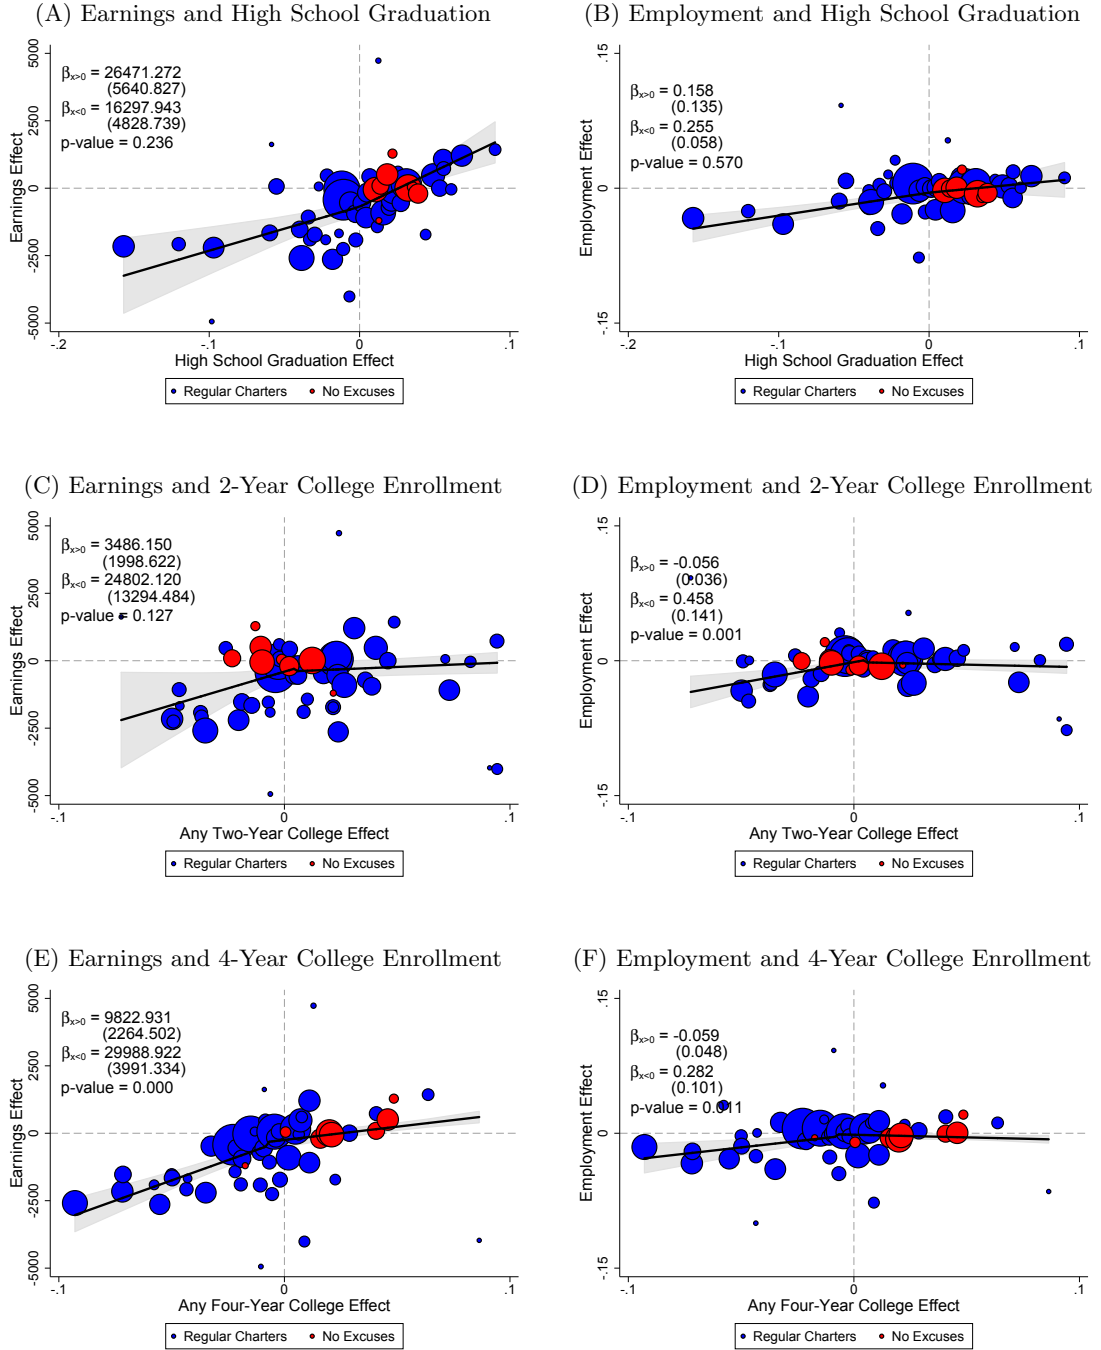 (A) Earnings and High School Graduation
5000
2500
0
-2500
-5000
Earnings Effect
βx>0 = 26471.272
(5640.827)
βx<0 = 16297.943
(4828.739)
p-value = 0.236
-.2
-.1
0
.1
High School Graduation Effect
Regular Charters
No Excuses
(B) Employment and High School Graduation
.15
0
-.15
Employment Effect
βx>0 = 0.158
(0.135)
βx<0 = 0.255
(0.058)
p-value = 0.570
-.2
-.1
0
.1
High School Graduation Effect
Regular Charters
No Excuses
(C) Earnings and 2-Year College Enrollment
5000
2500
0
-2500
-5000
Earnings Effect
βx>0 = 3486.150
(1998.622)
βx<0 = 24802.120
(13294.484)
p-value = 0.127
-.1
0
.1
Any Two-Year College Effect
Regular Charters
No Excuses
(D) Employment and 2-Year College Enrollment
.15
0
-.15
Employment Effect
βx>0 = -0.056
(0.036)
βx<0 = 0.458
(0.141)
p-value = 0.001
-.1
0
.1
Any Two-Year College Effect
Regular Charters
No Excuses
(E) Earnings and 4-Year College Enrollment
5000
2500
0
-2500
-5000
Earnings Effect
βx>0 = 9822.931
(2264.502)
βx<0 = 29988.922
(3991.334)
p-value = 0.000
-.1
0
.1
Any Four-Year College Effect
Regular Charters
No Excuses
(F) Employment and 4-Year College Enrollment
.15
0
-.15
Employment Effect
βx>0 = -0.059
(0.048)
βx<0 = 0.282
(0.101)
p-value = 0.011
-.1
0
.1
Any Four-Year College Effect
Regular Charters
No Excuses